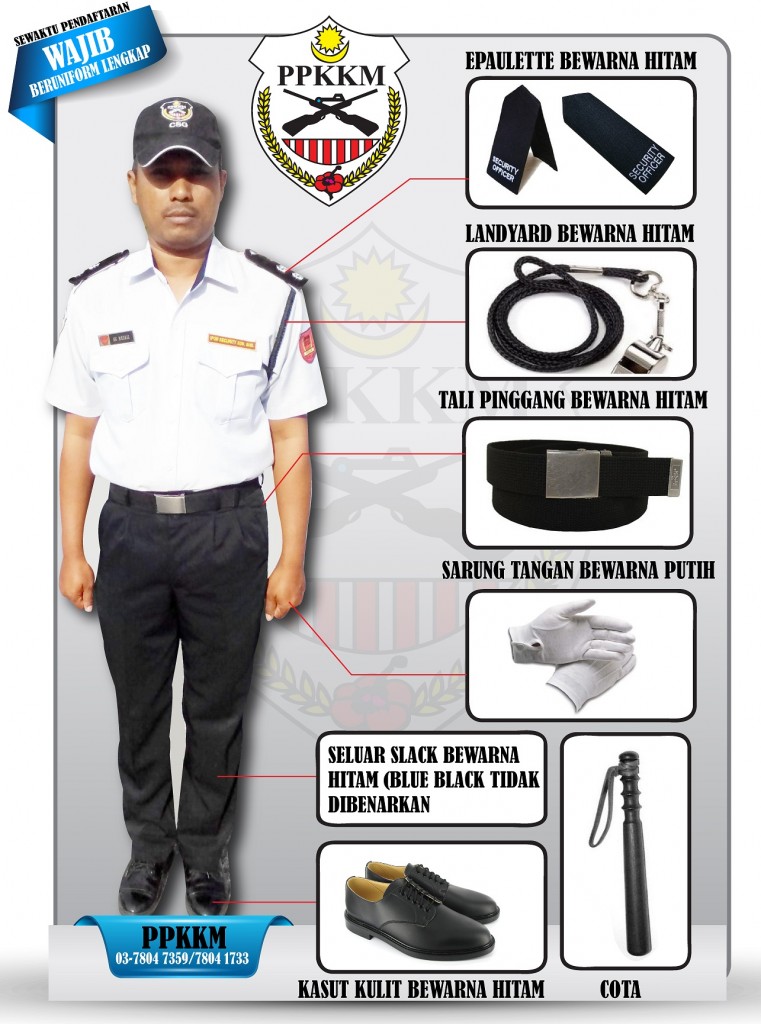 SEWAKTU PENDAFTARAN
WAJIB
BERUNIFORM LENGKAP
PPKKM
CSG
EPAULETTE BEWARNA HITAM
SECURITY
OFFICER
SECURITY
OFFICER
LANDYARD BEWARNA HITAM
TALI PINGGANG BEWARNA HITAM
SARUNG TANGAN BEWARNA PUTIH
PPKKM
SELUAR SLACK BEWARNA
HITAM (BLUE BLACK TIDAK
DIBENARKAN
PPKKM
03-7804 7359/7804 1733
KASUT KULIT BEWARNA HITAM
COTA